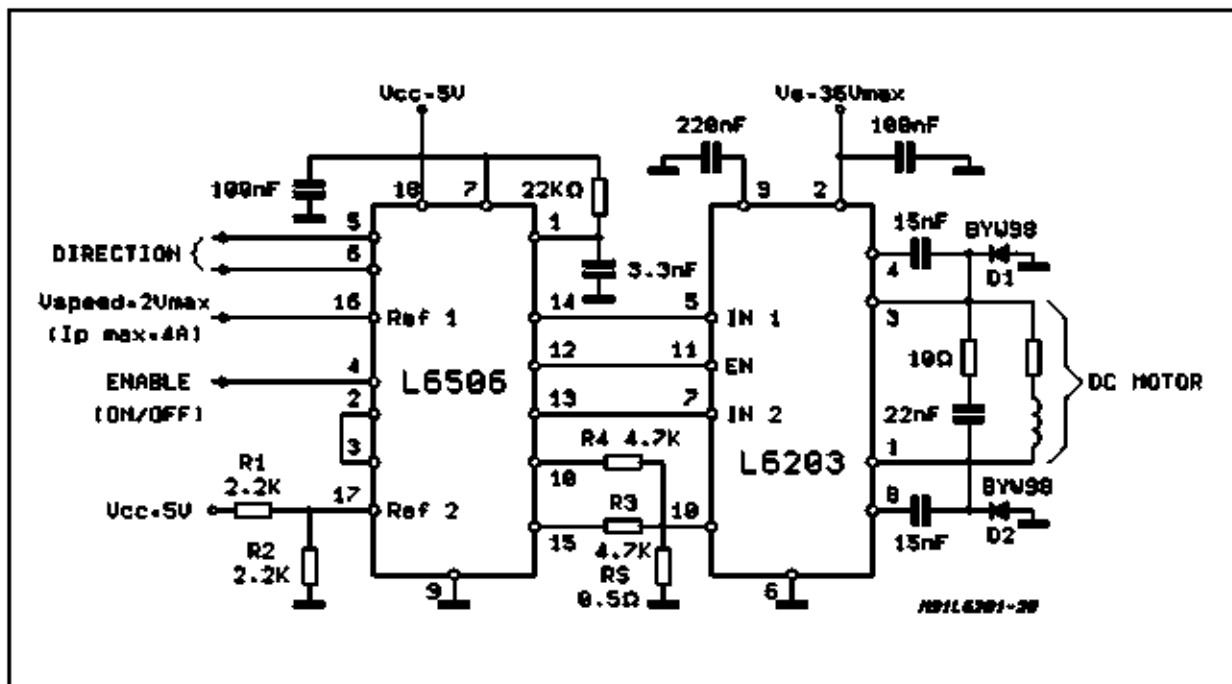 Vcc=5V
Vs=36Vmax
220nF
100nF
100nF
18
7
22KΩ
9
2
15nF
BYW98
5
1
4
D1
DIRECTION {
6
3.3nF
Vspeed=2Vmax
16
Ref 1
14
5
IN 1
3
(Ip max=4A)
12
11
EN
10Ω
ENABLE
4
L6506
DC MOTOR
(ON/OFF)
2
13
7
IN 2
22nF
3
R4 4.7K
L6203
1
R1
2.2K
10
R3
10
8
BYW98
Vcc=5V
17
Ref 2
15
4.7K
15nF
D2
R2
2.2K
RS
0.5Ω
9
6